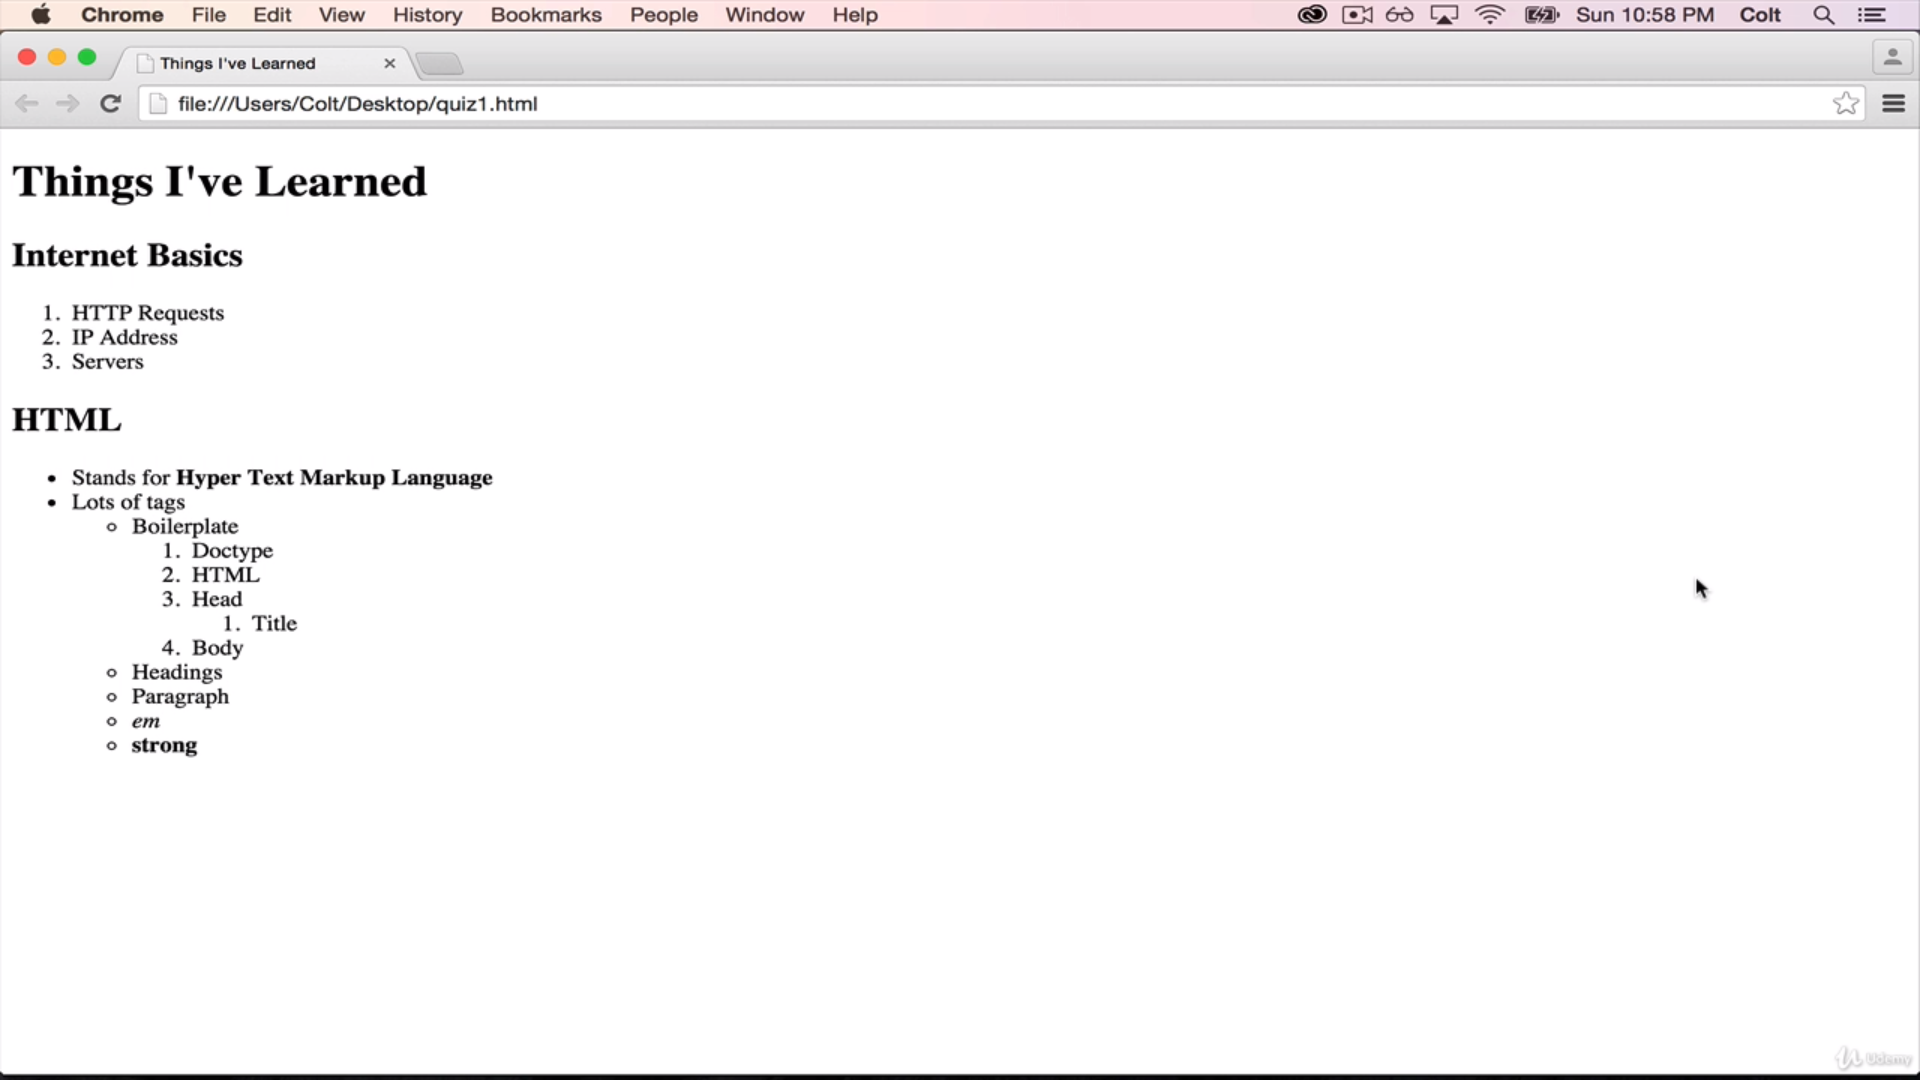 Chrome File Edit View History Bookmarks People Window Help Sun 10:58 PM Colt
Things I've Learned
file:///Users/Colt/Desktop/quiz1.html
Things I've Learned
Internet Basics
1. HTTP Requests
2. IP Address
3. Servers
HTML
• Stands for Hyper Text Markup Language
• Lots of tags
○ Boilerplate
1. Doctype
2. HTML
3. Head
1. Title
4. Body
○ Headings
○ Paragraph
○ em
○ strong
Udemy